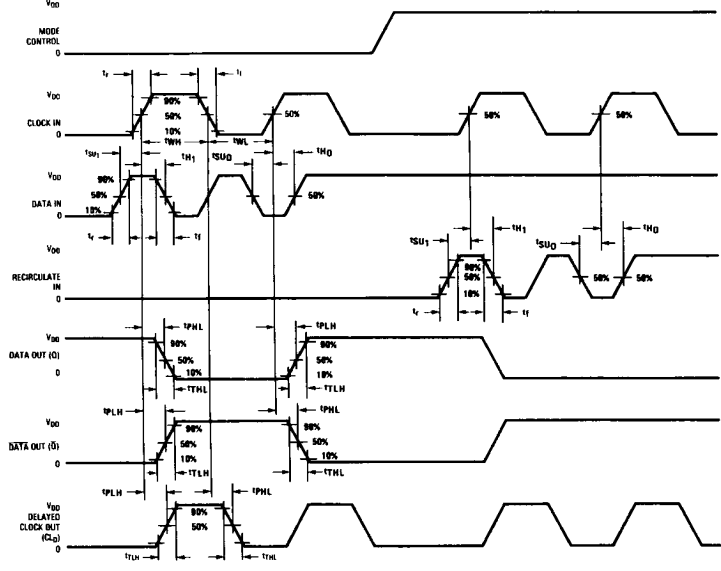 VDD
MODE
CONTROL
0
tr
tf
VDD
90%
CLOCK IN
50%
50%
50%
50%
10%
0
tWH
tWL
tSU1
tH1
tSU0
tH0
tH1
tH0
VDD
90%
DATA IN
50%
50%
10%
0
tr
tf
tSU1
tSU0
VDD
90%
RECIRCULATE
IN
50%
50%
50%
10%
0
tr
tf
tPHL
tPLH
VDD
90%
90%
DATA OUT (Q)
50%
50%
0
10%
10%
tTHL
tTLH
tPLH
tPHL
VDD
90%
90%
D̅A̅T̅A̅ OUT (Q̅)
50%
50%
10%
10%
0
tTLH
tTHL
tPLH
tPHL
VDD
DELAYED
CLOCK OUT
(CLD)
0
90%
50%
tTLH
tTHL